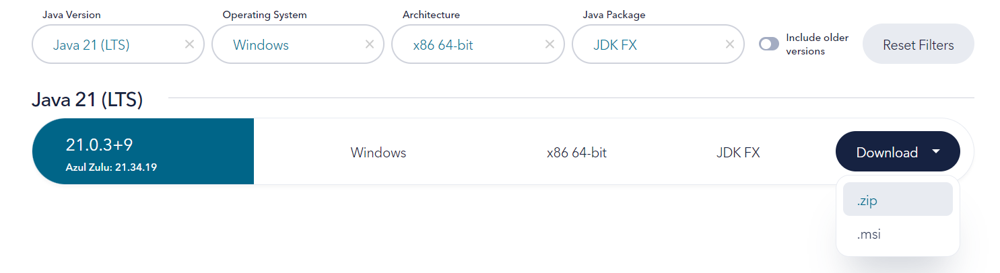 Java Version
Operating System
Architecture
Java Package
Java 21 (LTS)
Windows
x86 64-bit
JDK FX
Include older
versions
Reset Filters
Java 21 (LTS)
21.0.3+9
Azul Zulu: 21.34.19
Windows
x86 64-bit
JDK FX
Download
.zip
.msi